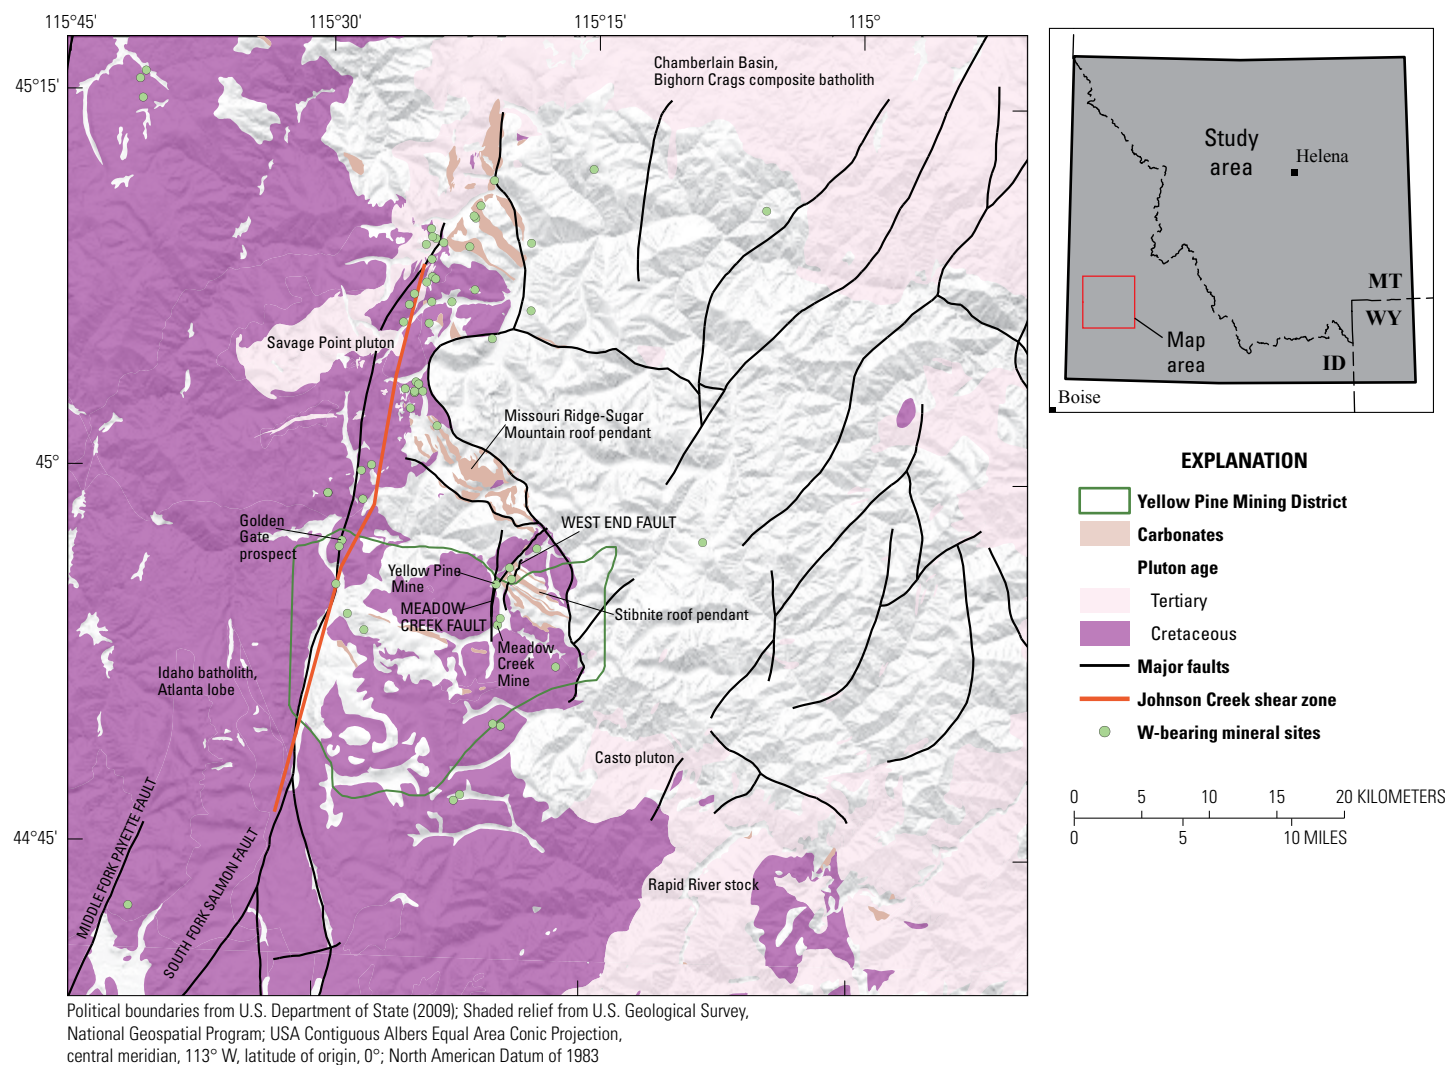 115°45'
115°30'
115°15'
115°
45°15'
45°
44°45'
Chamberlain Basin,
Bighorn Crags composite batholith
Savage Point pluton
Missouri Ridge-Sugar
Mountain roof pendant
Golden
Gate
prospect
WEST END FAULT
Yellow Pine
Mine
MEADOW
CREEK FAULT
Stibnite roof pendant
Meadow
Creek
Mine
Idaho batholith,
Atlanta lobe
Casto pluton
MIDDLE FORK PAYETTE FAULT
SOUTH FORK SALMON FAULT
Rapid River stock
Study
area
Helena
MT
WY
ID
Map
area
Boise
EXPLANATION
Yellow Pine Mining District
Carbonates
Pluton age
Tertiary
Cretaceous
Major faults
Johnson Creek shear zone
W-bearing mineral sites
0 5 10 15 20 KILOMETERS
0 5 10 MILES
Political boundaries from U.S. Department of State (2009); Shaded relief from U.S. Geological Survey,
National Geospatial Program; USA Contiguous Albers Equal Area Conic Projection,
central meridian, 113° W, latitude of origin, 0°; North American Datum of 1983